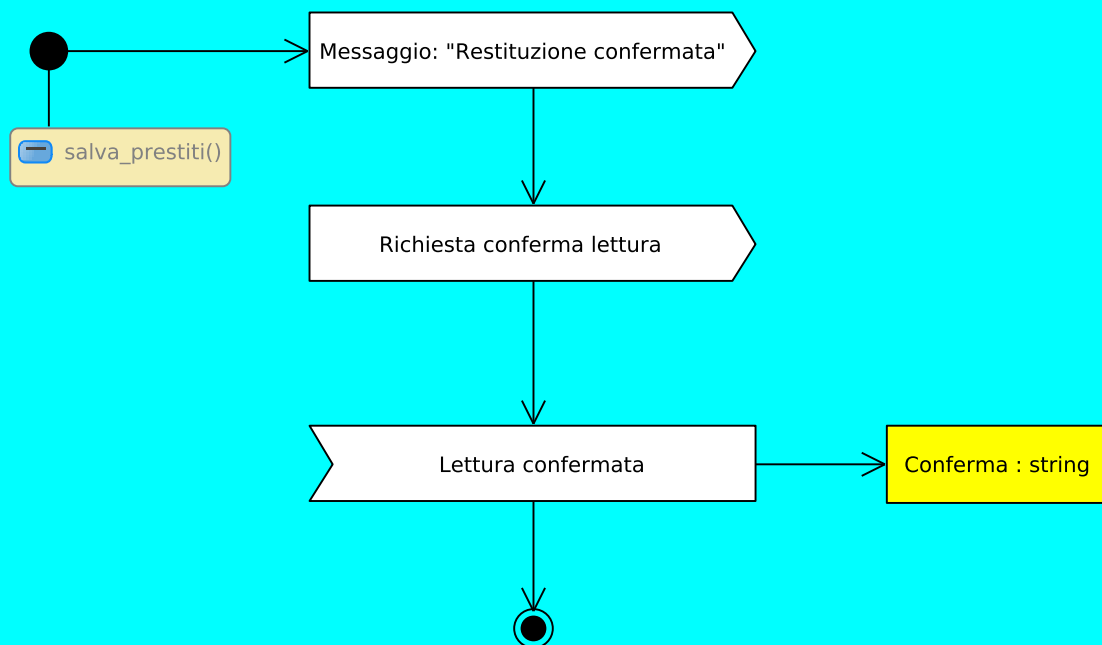 Messaggio: "Restituzione confermata"
salva_prestiti()
Richiesta conferma lettura
Lettura confermata
Conferma : string